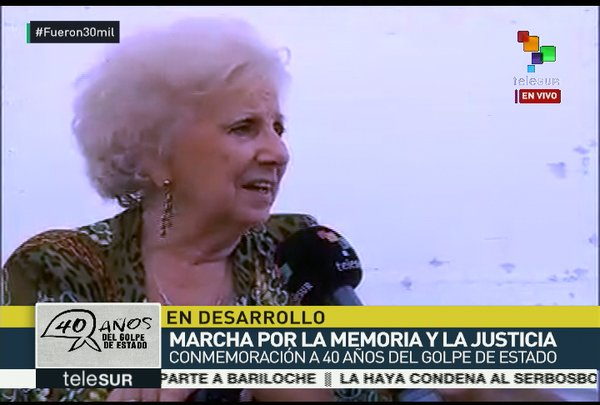 #Fueron30mil
teleSUR
EN VIVO
teleSUR
EN DESARROLLO
40 AÑOS
DEL GOLPE
DE ESTADO
MARCHA POR LA MEMORIA Y LA JUSTICIA
CONMEMORACIÓN A 40 AÑOS DEL GOLPE DE ESTADO
teleSUR
PARTE A BARILOCHE || LA HAYA CONDENA AL SERBOSBO